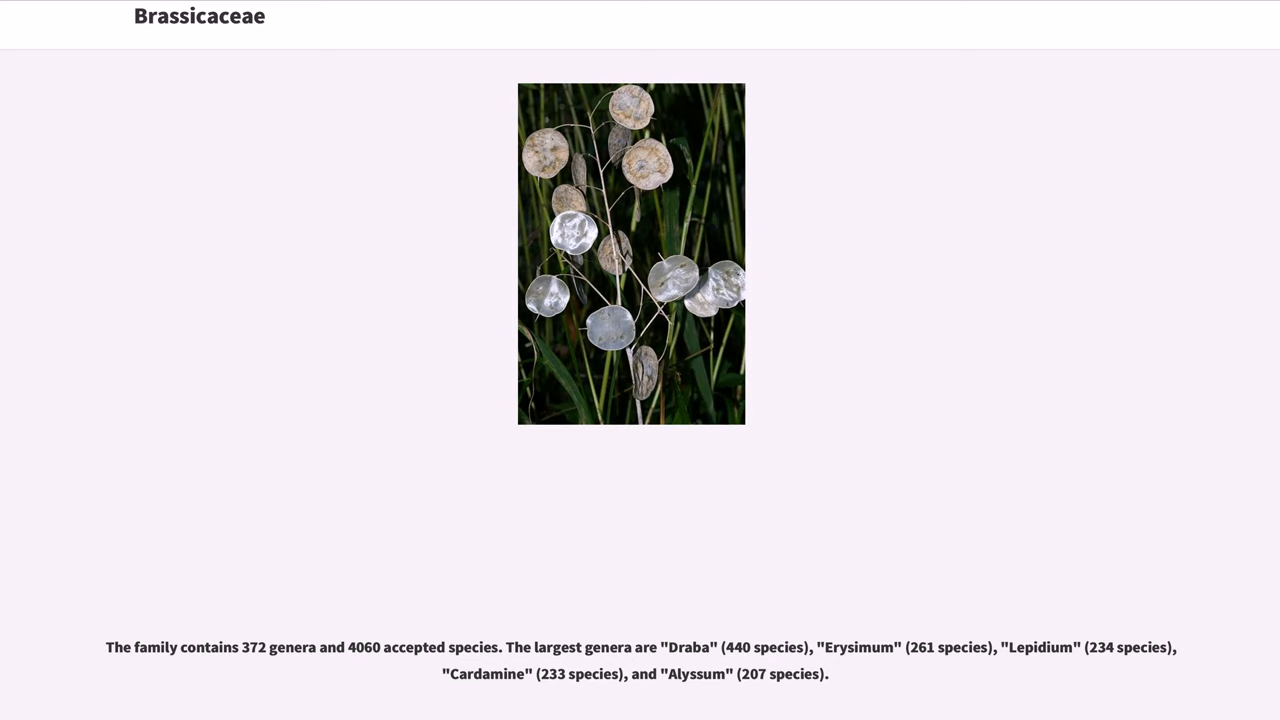 Brassicaceae
The family contains 372 genera and 4060 accepted species. The largest genera are "Draba" (440 species), "Erysimum" (261 species), "Lepidium" (234 species),
"Cardamine" (233 species), and "Alyssum" (207 species).